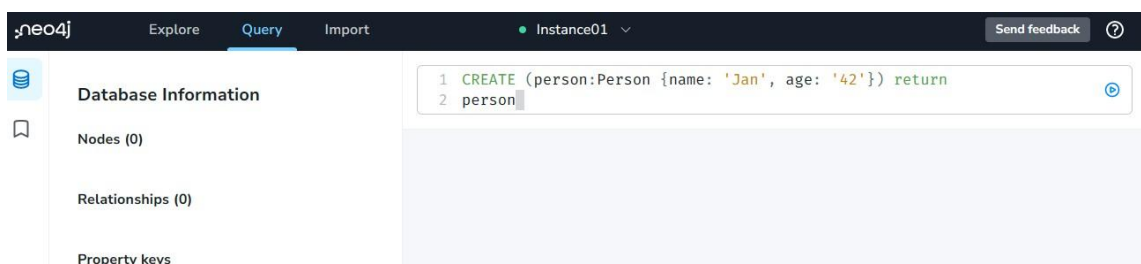 neo4j Explore Query Import Instance01 Send feedback ?
Database Information
Nodes (0)
Relationships (0)
Property keys
1 CREATE (person:Person {name: 'Jan', age: '42'}) return
2 person